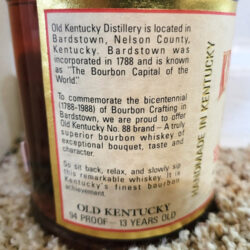 Old Kentucky Distillery is located in
Bardstown, Nelson County,
Kentucky. Bardstown was
incorporated in 1788 and is known
as "The Bourbon Capital of the
World".
To commemorate the bicentennial
(1788-1988) of Bourbon Crafting in
Bardstown, we are proud to offer
Old Kentucky No. 88 brand - A truly
superior bourbon whiskey of
exceptional bouquet, taste and
character.
So sit back, relax, and slowly sip
this remarkable whiskey. It is
Kentucky's finest bourbon
achievement.
OLD KENTUCKY
94 PROOF - 13 YEARS OLD
HANDMADE IN KENTUCKY